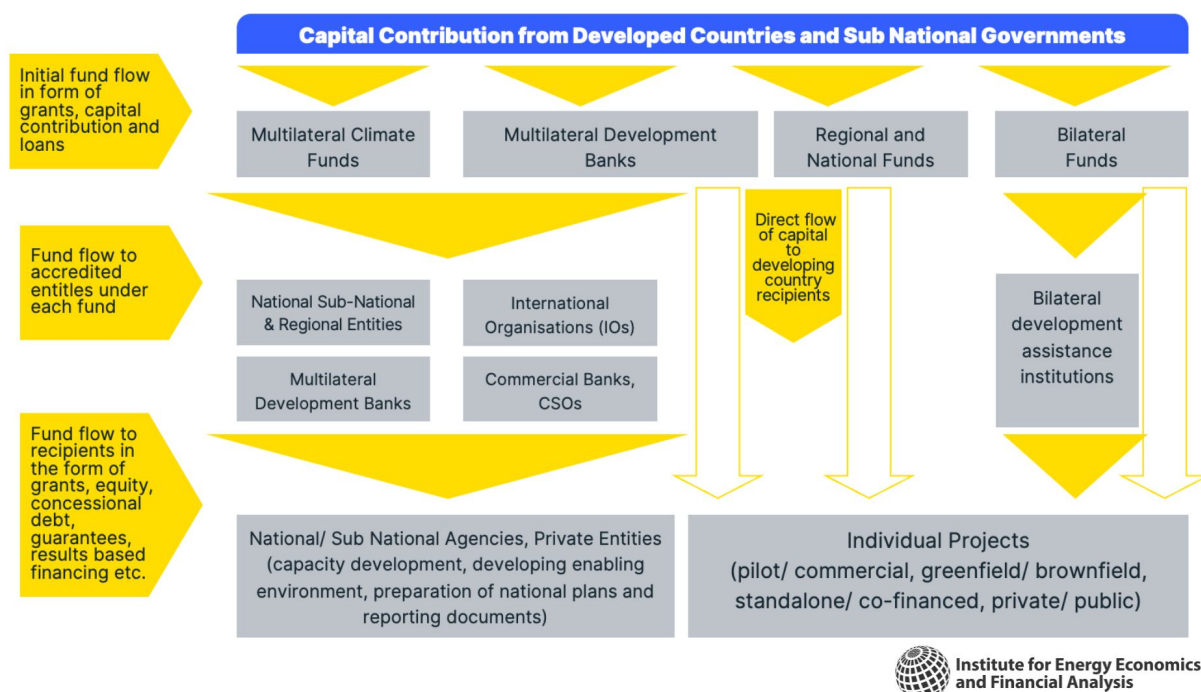 Capital Contribution from Developed Countries and Sub National Governments
Initial fund flow
in form of
grants, capital
contribution and
loans
Multilateral Climate
Funds
Multilateral Development
Banks
Regional and
National Funds
Bilateral
Funds
Direct flow
of capital
to
developing
country
recipients
Fund flow to
accredited
entitles under
each fund
National Sub-National
& Regional Entities
International
Organisations (IOs)
Multilateral
Development Banks
Commercial Banks,
CSOs
Bilateral
development
assistance
institutions
Fund flow to
recipients in
the form of
grants, equity,
concessional
debt,
guarantees,
results based
financing etc.
National/ Sub National Agencies, Private Entities
(capacity development, developing enabling
environment, preparation of national plans and
reporting documents)
Individual Projects
(pilot/ commercial, greenfield/ brownfield,
standalone/ co-financed, private/ public)
Institute for Energy Economics
and Financial Analysis